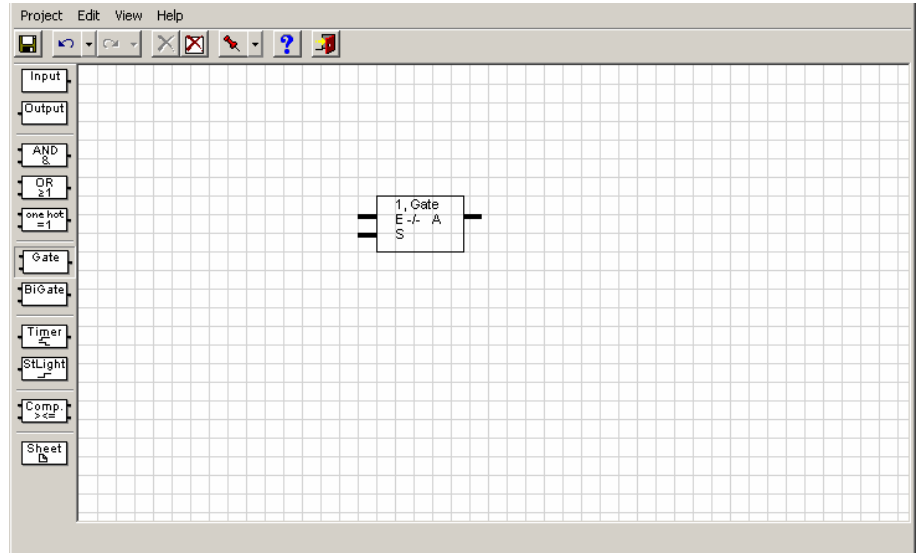 Project Edit View Help
?
Input
Output
AND
&
OR
≥1
one hot
=1
Gate
BiGate
Timer
StLight
Comp.
><=
Sheet
1, Gate
E -/- A
S